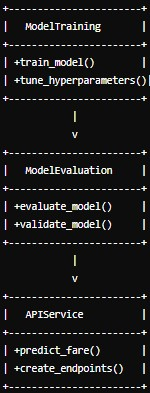 +----------------------+
|   ModelTraining      |
+----------------------+
| +train_model()       |
| +tune_hyperparameters()|
+----------------------+
|
v
+----------------------+
|   ModelEvaluation    |
+----------------------+
| +evaluate_model()    |
| +validate_model()    |
+----------------------+
|
v
+----------------------+
|   APIService         |
+----------------------+
| +predict_fare()      |
| +create_endpoints()  |
+----------------------+